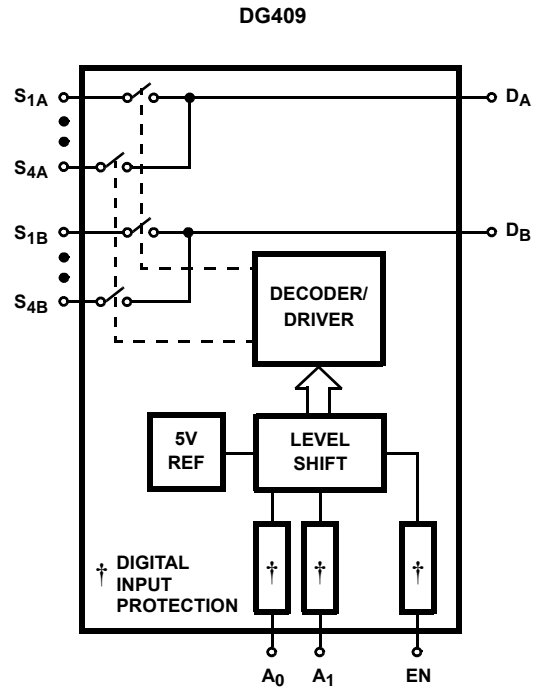 DG409
S1A
DA
S4A
S1B
DB
S4B
DECODER/
DRIVER
5V
REF
LEVEL
SHIFT
† DIGITAL
INPUT
PROTECTION
†
†
†
A0
A1
EN